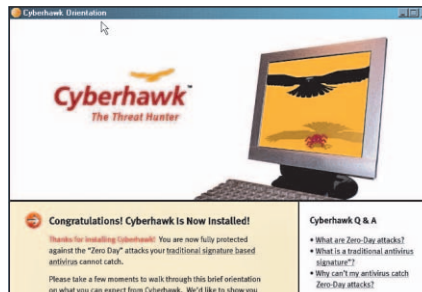 Cyberhawk Orientation
Cyberhawk™
The Threat Hunter
Congratulations! Cyberhawk Is Now Installed!
Thanks for installing Cyberhawk! You are now fully protected
against the "Zero Day" attacks your traditional signature based
antivirus cannot catch.
Please take a few moments to walk through this brief orientation
on what you can expect from Cyberhawk. We'd like to show you
Cyberhawk Q & A
• What are Zero-Day attacks?
• What is a traditional antivirus
signature"?
• Why can't my antivirus catch
Zero-Day attacks?